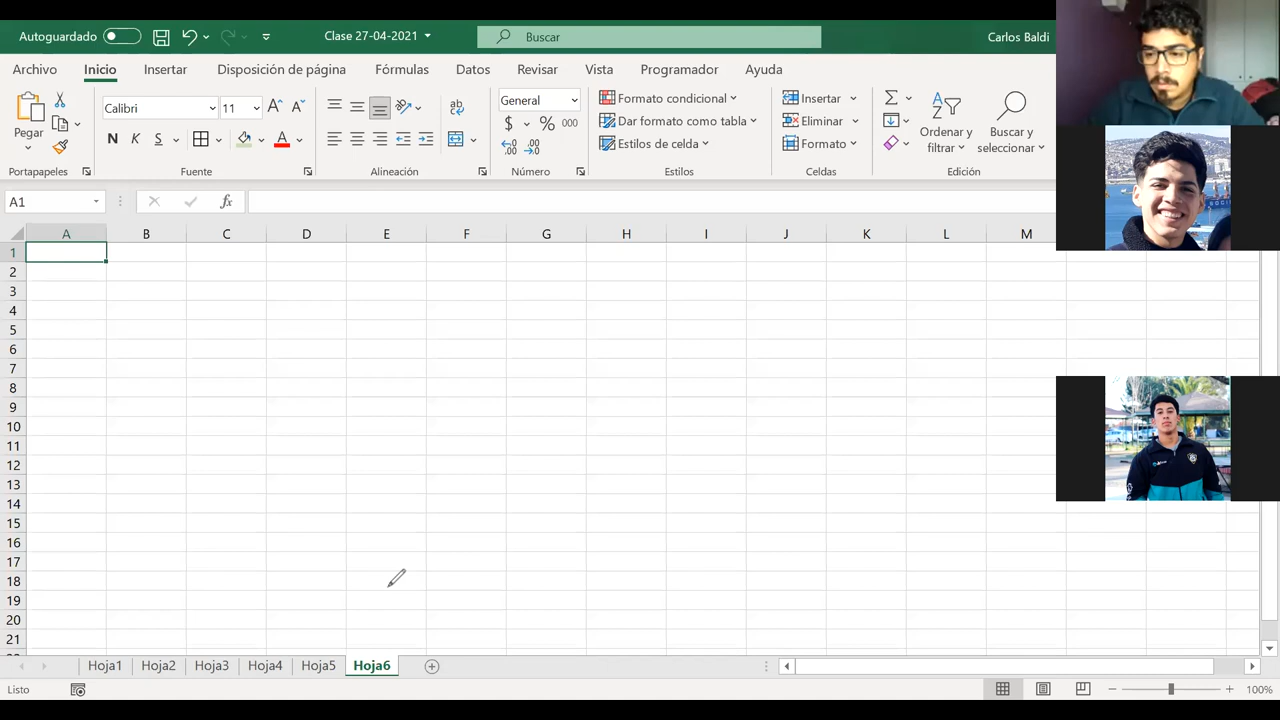 Autoguardado Clase 27-04-2021 Buscar Carlos Baldi
Archivo Inicio Insertar Disposición de página Fórmulas Datos Revisar Vista Programador Ayuda
Pegar
Calibri 11
N K S A
General
$ % 000
Formato condicional
Dar formato como tabla
Estilos de celda
Insertar
Eliminar
Formato
Ordenar y filtrar
Buscar y seleccionar
Portapapeles Fuente Alineación Número Estilos Celdas Edición
A1 fx
A B C D E F G H I J K L M
1
2
3
4
5
6
7
8
9
10
11
12
13
14
15
16
17
18
19
20
21
Hoja1 Hoja2 Hoja3 Hoja4 Hoja5 Hoja6
Listo 100%